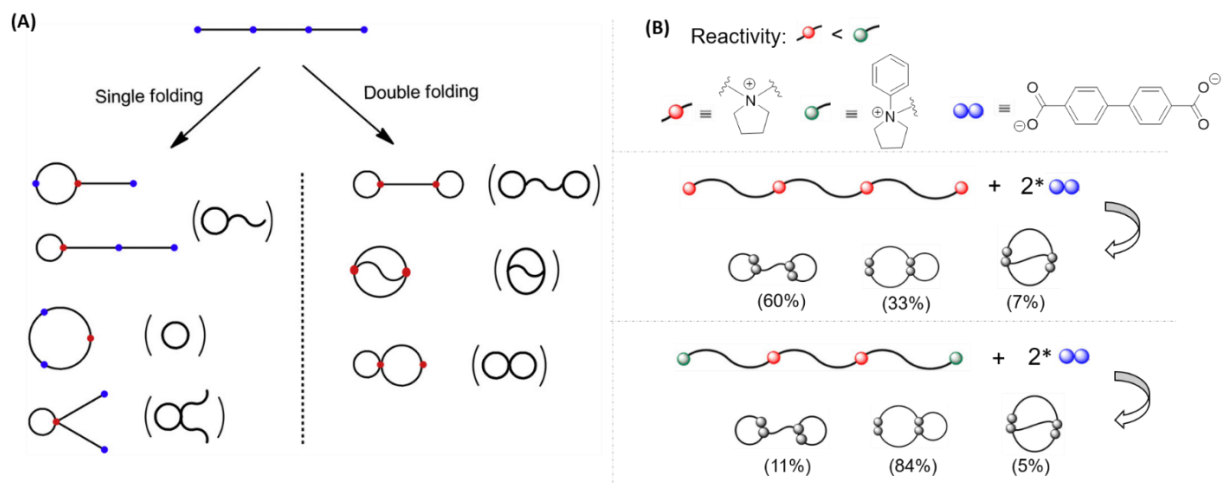 (A)
Single folding
Double folding
(B)
Reactivity: <
≡ N ⊕
≡ N ⊕
≡ O O ⊖ O O ⊖
+ 2*
(60%) (33%) (7%)
+ 2*
(11%) (84%) (5%)